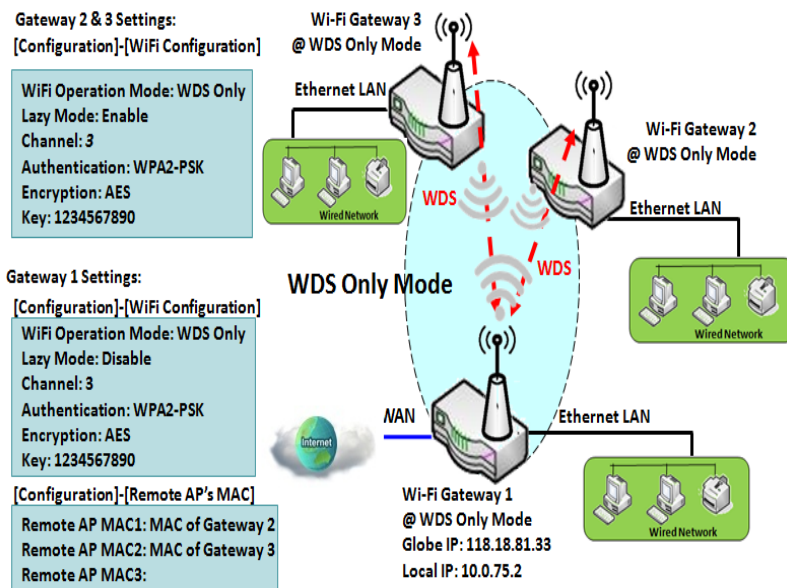 Gateway 2 & 3 Settings:
[Configuration]-[WiFi Configuration]
WiFi Operation Mode: WDS Only
Lazy Mode: Enable
Channel: 3
Authentication: WPA2-PSK
Encryption: AES
Key: 1234567890
Wi-Fi Gateway 3
@ WDS Only Mode
Ethernet LAN
Wired Network
Wi-Fi Gateway 2
@ WDS Only Mode
Ethernet LAN
Wired Network
WDS
WDS
WDS Only Mode
Gateway 1 Settings:
[Configuration]-[WiFi Configuration]
WiFi Operation Mode: WDS Only
Lazy Mode: Disable
Channel: 3
Authentication: WPA2-PSK
Encryption: AES
Key: 1234567890
[Configuration]-[Remote AP's MAC]
Remote AP MAC1: MAC of Gateway 2
Remote AP MAC2: MAC of Gateway 3
Remote AP MAC3:
Internet
WAN
Ethernet LAN
Wired Network
Wi-Fi Gateway 1
@ WDS Only Mode
Globe IP: 118.18.81.33
Local IP: 10.0.75.2